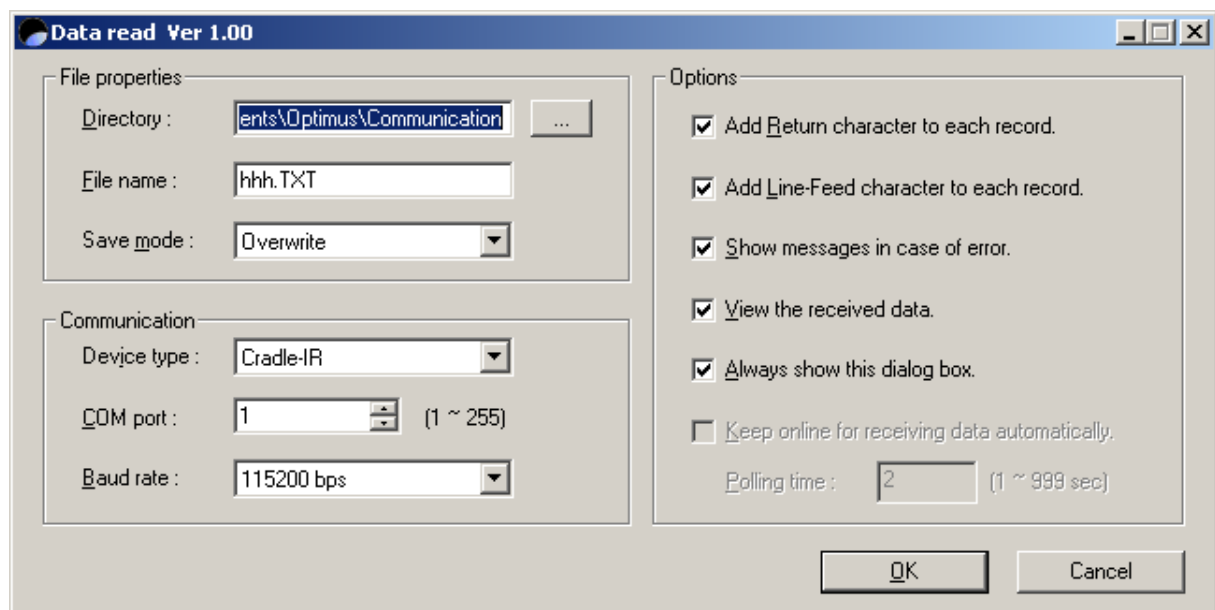 Data read Ver 1.00
File properties
Directory : ents\Optimus\Communication ...
File name : hhh.TXT
Save mode : Overwrite
Communication
Device type : Cradle-IR
COM port : 1 (1 ~ 255)
Baud rate : 115200 bps
Options
Add Return character to each record.
Add Line-Feed character to each record.
Show messages in case of error.
View the received data.
Always show this dialog box.
Keep online for receiving data automatically.
Polling time : 2 (1 ~ 999 sec)
OK Cancel